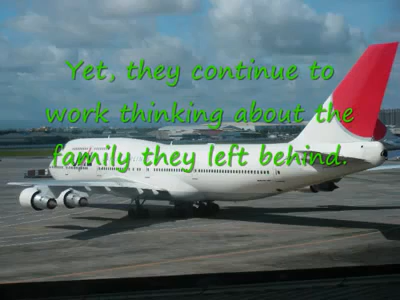 Yet, they continue to
work thinking about the
family they left behind.